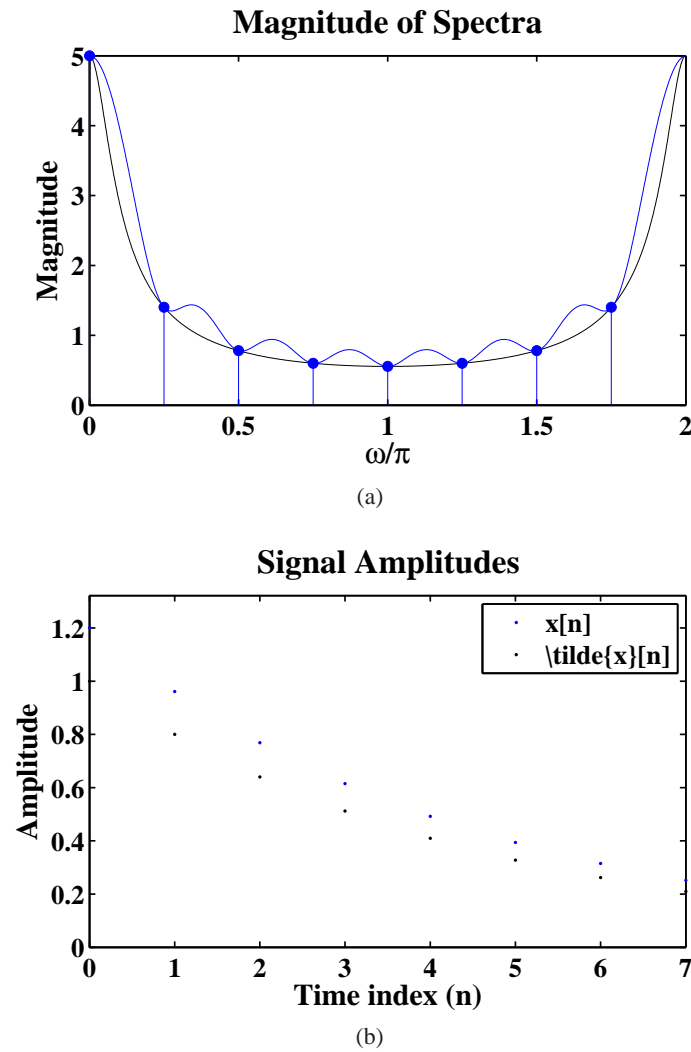 Magnitude of Spectra
5
4
3
2
1
0
Magnitude
0 0.5 1 1.5 2
ω/π
(a)
Signal Amplitudes
1.2
1
0.8
0.6
0.4
0.2
0
Amplitude
x[n]
\tilde{x}[n]
0 1 2 3 4 5 6 7
Time index (n)
(b)